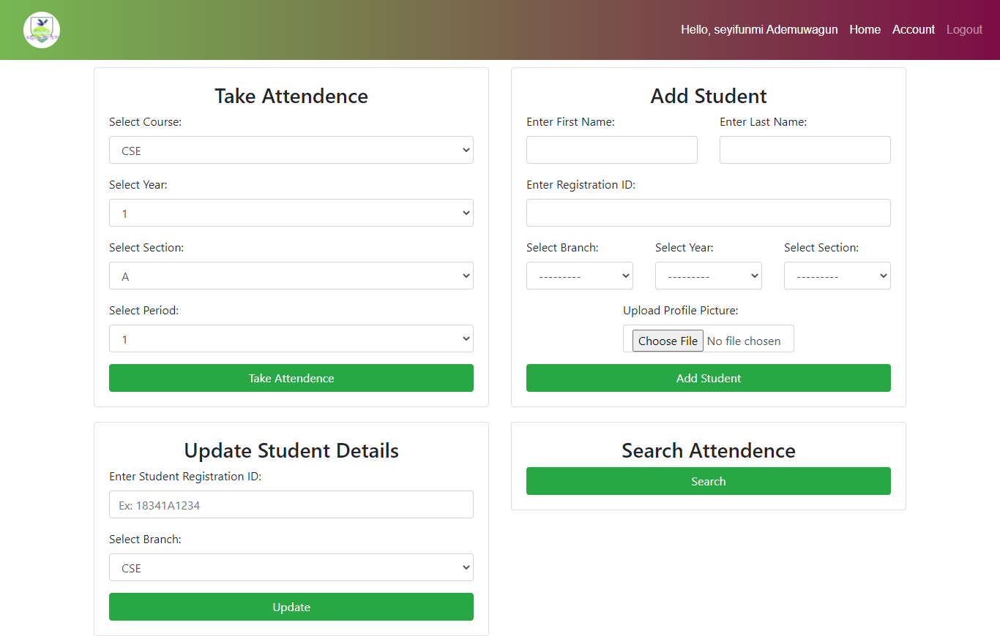 Hello, seyifunmi Ademuwagun Home Account Logout
Take Attendence
Select Course:
CSE
Select Year:
1
Select Section:
A
Select Period:
1
Take Attendence
Add Student
Enter First Name: Enter Last Name:
Enter Registration ID:
Select Branch: Select Year: Select Section:
--------- --------- ---------
Upload Profile Picture:
Choose File No file chosen
Add Student
Update Student Details
Enter Student Registration ID:
Ex: 18341A1234
Select Branch:
CSE
Update
Search Attendence
Search